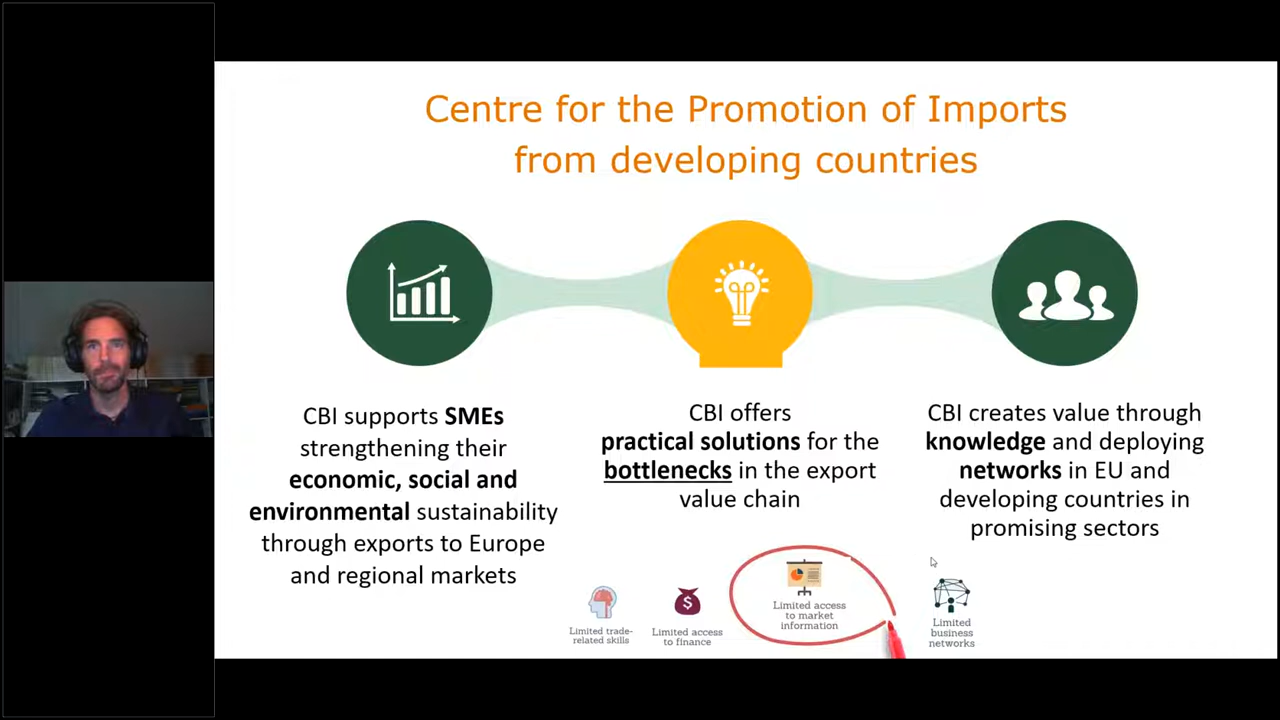 Centre for the Promotion of Imports
from developing countries
CBI supports SMEs
strengthening their
economic, social and
environmental sustainability
through exports to Europe
and regional markets
CBI offers
practical solutions for the
bottlenecks in the export
value chain
CBI creates value through
knowledge and deploying
networks in EU and
developing countries in
promising sectors
Limited trade-
related skills
$
Limited access
to finance
Limited access
to market
information
Limited
business
networks